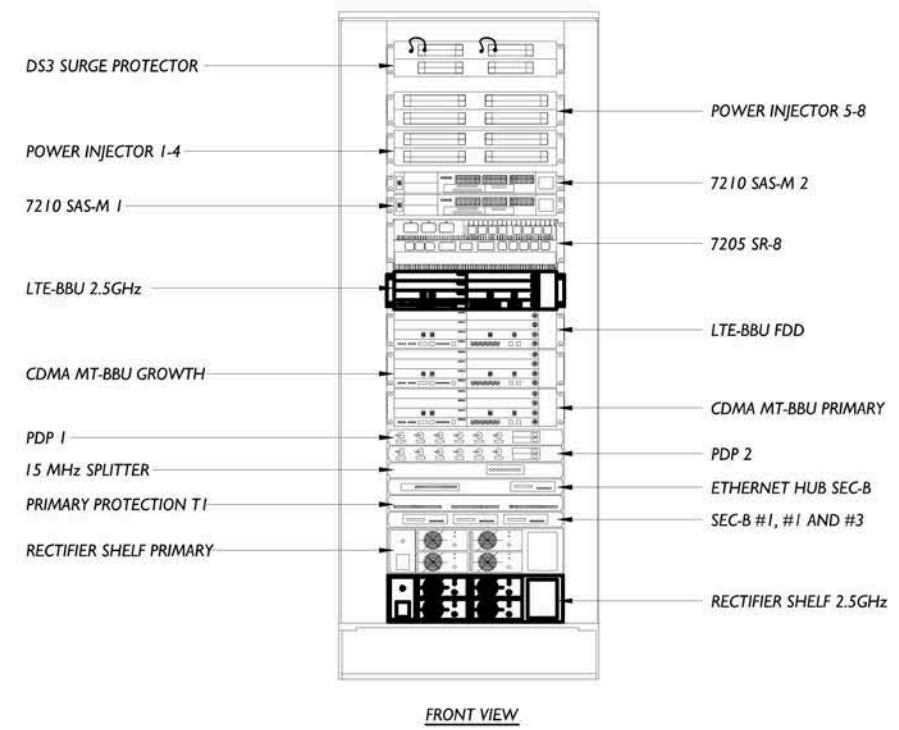 DS3 SURGE PROTECTOR
POWER INJECTOR 5-8
POWER INJECTOR 1-4
7210 SAS-M 2
7210 SAS-M 1
7205 SR-8
LTE-BBU 2.5GHz
LTE-BBU FDD
CDMA MT-BBU GROWTH
CDMA MT-BBU PRIMARY
PDP 1
PDP 2
15 MHz SPLITTER
ETHERNET HUB SEC-B
PRIMARY PROTECTION T1
SEC-B #1, #1 AND #3
RECTIFIER SHELF PRIMARY
RECTIFIER SHELF 2.5GHz
FRONT VIEW